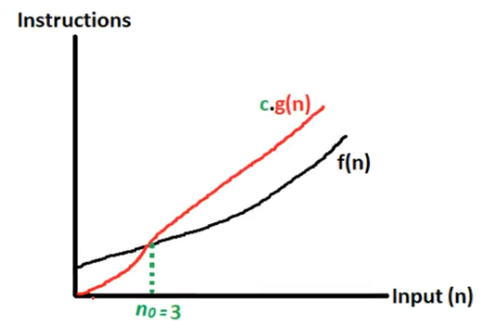 Instructions
c.g(n)
f(n)
Input (n)
n₀ = 3